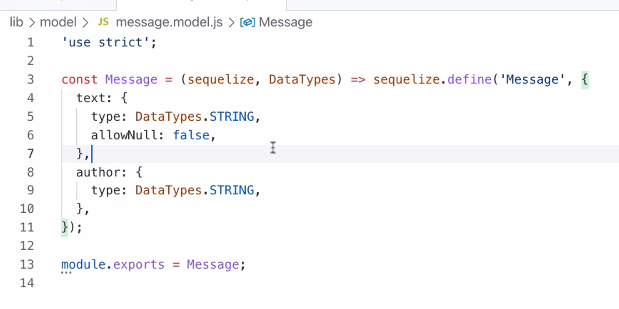 lib > model > JS message.model.js > Message
1 'use strict';
2
3 const Message = (sequelize, DataTypes) => sequelize.define('Message', {
4 text: {
5 type: DataTypes.STRING,
6 allowNull: false,
7 },
8 author: {
9 type: DataTypes.STRING,
10 },
11 });
12
13 module.exports = Message;
14